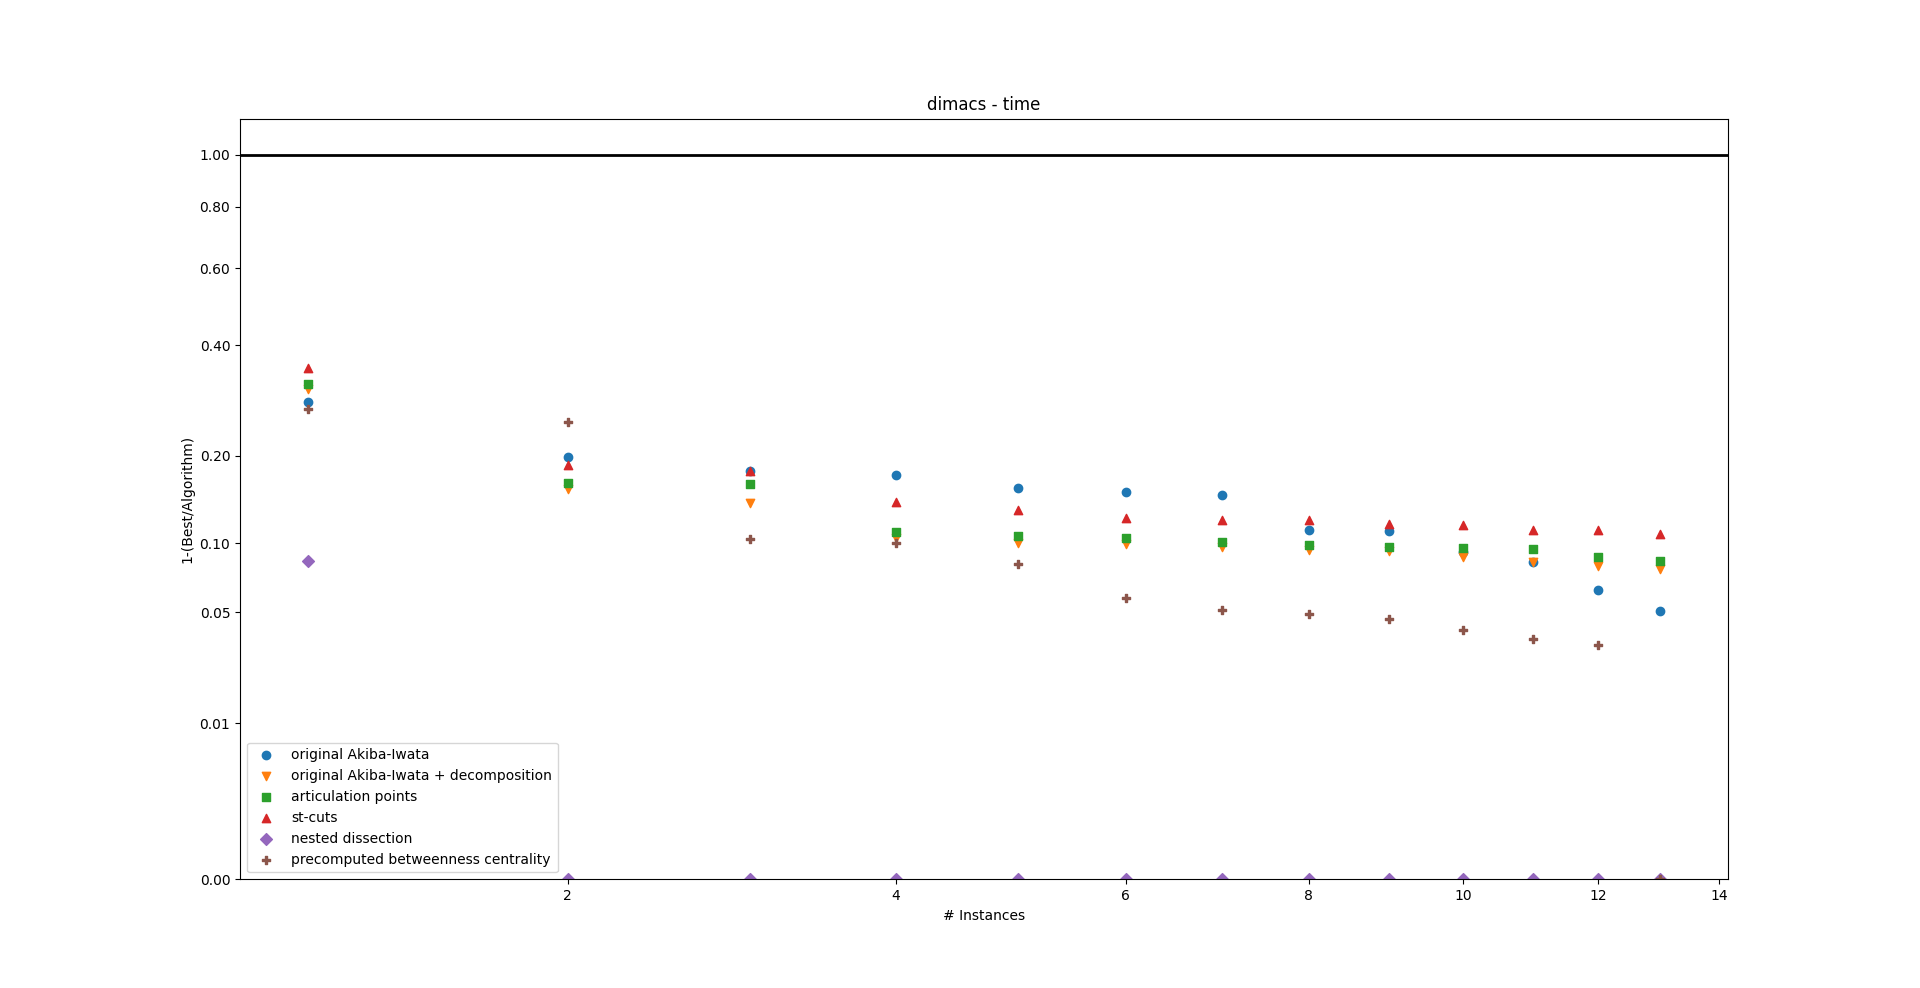 dimacs - time
1.00
0.80
0.60
0.40
0.20
0.10
0.05
0.01
0.00
1-(Best/Algorithm)
original Akiba-Iwata
original Akiba-Iwata + decomposition
articulation points
st-cuts
nested dissection
precomputed betweenness centrality
2 4 6 8 10 12 14
# Instances